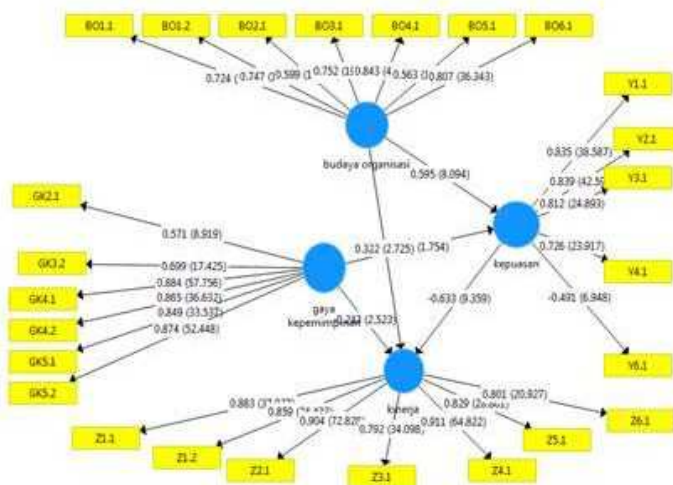 BO1.1 BO1.2 BO2.1 BO3.1 BO4.1 BO5.1 BO6.1
0.724 0.747 0.599 0.752 0.843 0.563 0.807 (36.343)
budaya organisasi
Y1.1
0.835 (38.587)
Y2.1
0.839
Y3.1
0.812 (24.893)
0.595 (8.094)
GK2.1
0.571 (8.919)
0.322 (2.725) (1.754)
0.726 (23.917)
kepuasan
Y4.1
GK3.2
0.699 (17.425)
GK4.1
0.884 (57.756)
0.865 (36.632)
GK4.2
0.849
gaya
kepemimpinan
-0.633 (9.359)
-0.491 (6.948)
GK5.1
0.874 (52.448)
(2.523)
GK5.2
Y6.1
kinerja
0.883
0.859
0.904
0.792 (34.098)
0.911 (64.822)
0.829
0.801 (20.927)
Z1.1
Z1.2
Z2.1
Z3.1
Z4.1
Z5.1
Z6.1